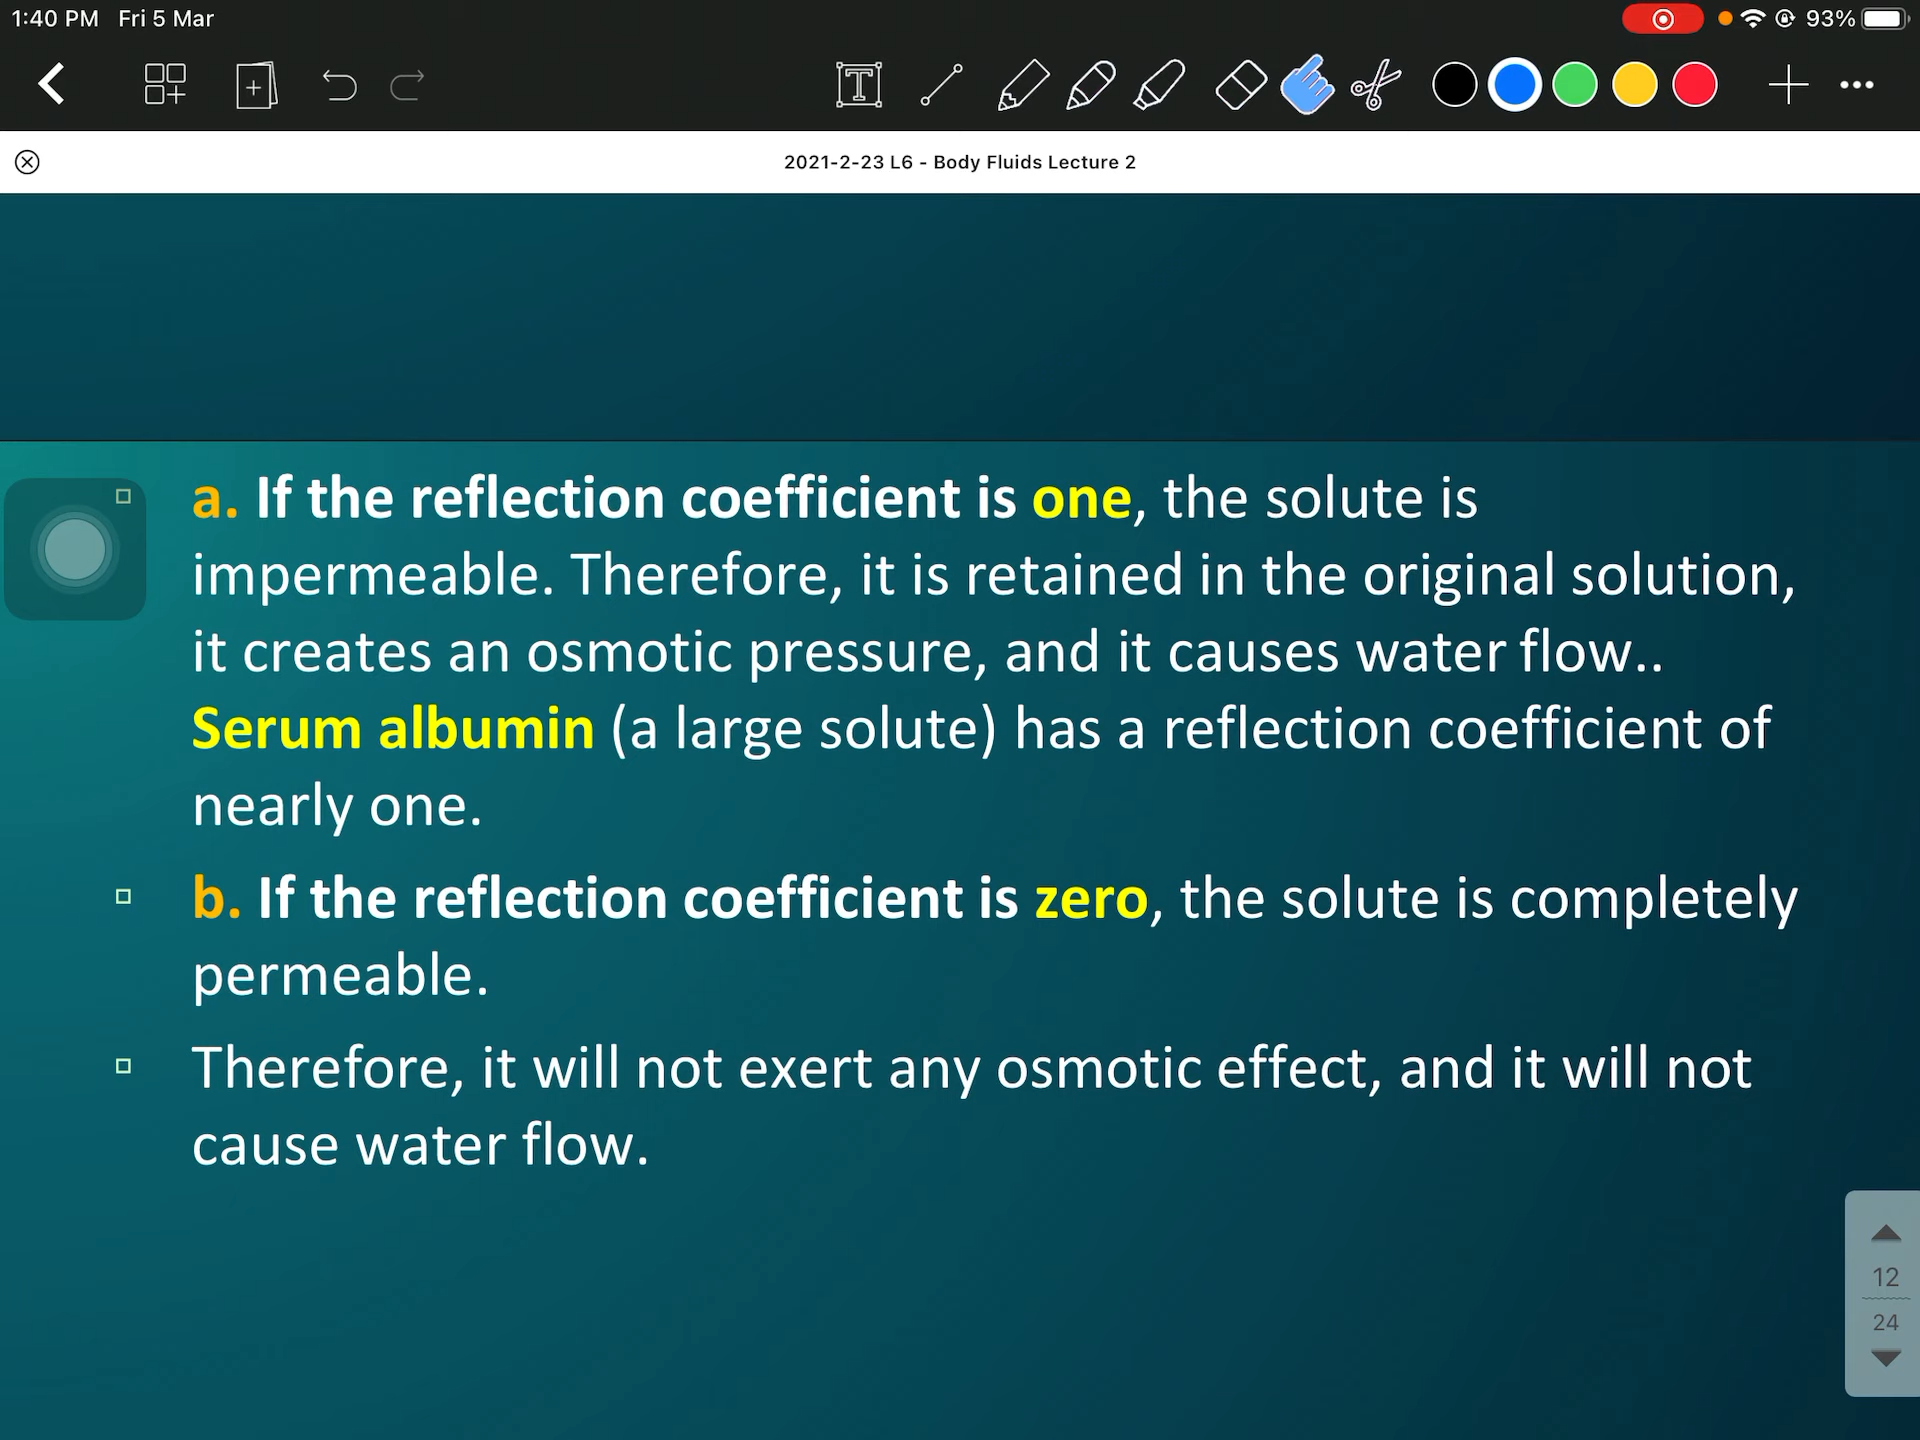 1:40 PM Fri 5 Mar
93%
T
2021-2-23 L6 - Body Fluids Lecture 2
a. If the reflection coefficient is one, the solute is
impermeable. Therefore, it is retained in the original solution,
it creates an osmotic pressure, and it causes water flow..
Serum albumin (a large solute) has a reflection coefficient of
nearly one.
b. If the reflection coefficient is zero, the solute is completely
permeable.
Therefore, it will not exert any osmotic effect, and it will not
cause water flow.
12
24